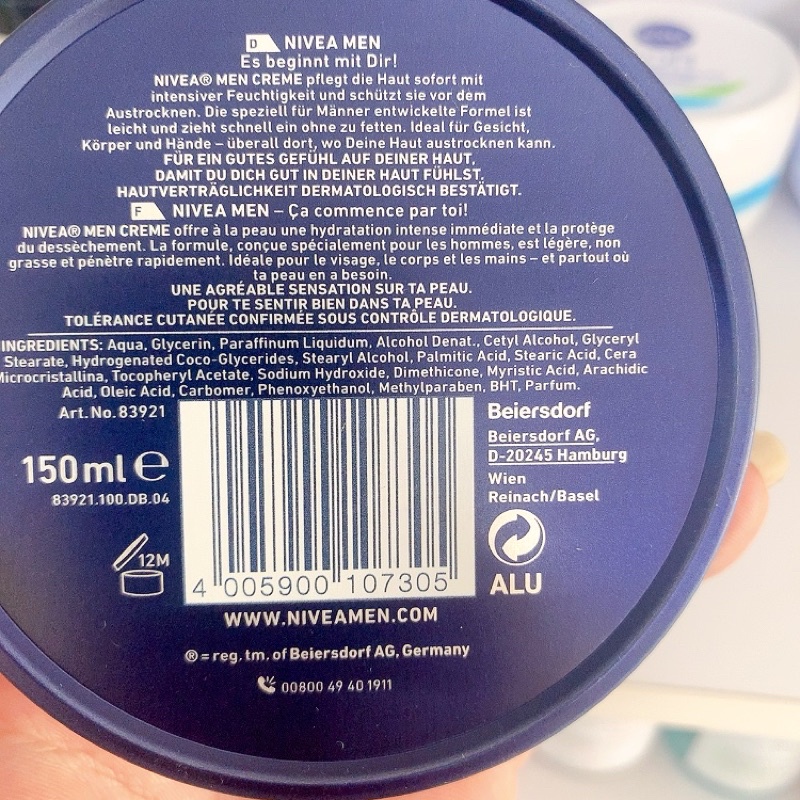 D NIVEA MEN
Es beginnt mit Dir!
NIVEA® MEN CREME pflegt die Haut sofort mit
intensiver Feuchtigkeit und schützt sie vor dem
Austrocknen. Die speziell für Männer entwickelte Formel ist
leicht und zieht schnell ein ohne zu fetten. Ideal für Gesicht,
Körper und Hände – überall dort, wo Deine Haut austrocknen kann.
FÜR EIN GUTES GEFÜHL AUF DEINER HAUT,
DAMIT DU DICH GUT IN DEINER HAUT FÜHLST.
HAUTVERTRÄGLICHKEIT DERMATOLOGISCH BESTÄTIGT.
F NIVEA MEN – Ça commence par toi!
NIVEA® MEN CREME offre à la peau une hydratation intense immédiate et la protège
du dessèchement. La formule, conçue spécialement pour les hommes, est légère, non
grasse et pénètre rapidement. Idéale pour le visage, le corps et les mains – et partout où
ta peau en a besoin.
UNE AGRÉABLE SENSATION SUR TA PEAU.
POUR TE SENTIR BIEN DANS TA PEAU.
TOLÉRANCE CUTANÉE CONFIRMÉE SOUS CONTRÔLE DERMATOLOGIQUE.
INGREDIENTS: Aqua, Glycerin, Paraffinum Liquidum, Alcohol Denat., Cetyl Alcohol, Glyceryl
Stearate, Hydrogenated Coco-Glycerides, Stearyl Alcohol, Palmitic Acid, Stearic Acid, Cera
Microcristallina, Tocopheryl Acetate, Sodium Hydroxide, Dimethicone, Myristic Acid, Arachidic
Acid, Oleic Acid, Carbomer, Phenoxyethanol, Methylparaben, BHT, Parfum.
Art. No. 83921
150 ml e
83921.100.DB.04
12M
4 005900 107305
Beiersdorf
Beiersdorf AG,
D-20245 Hamburg
Wien
Reinach/Basel
ALU
WWW.NIVEAMEN.COM
® = reg. tm. of Beiersdorf AG, Germany
00800 49 40 1911